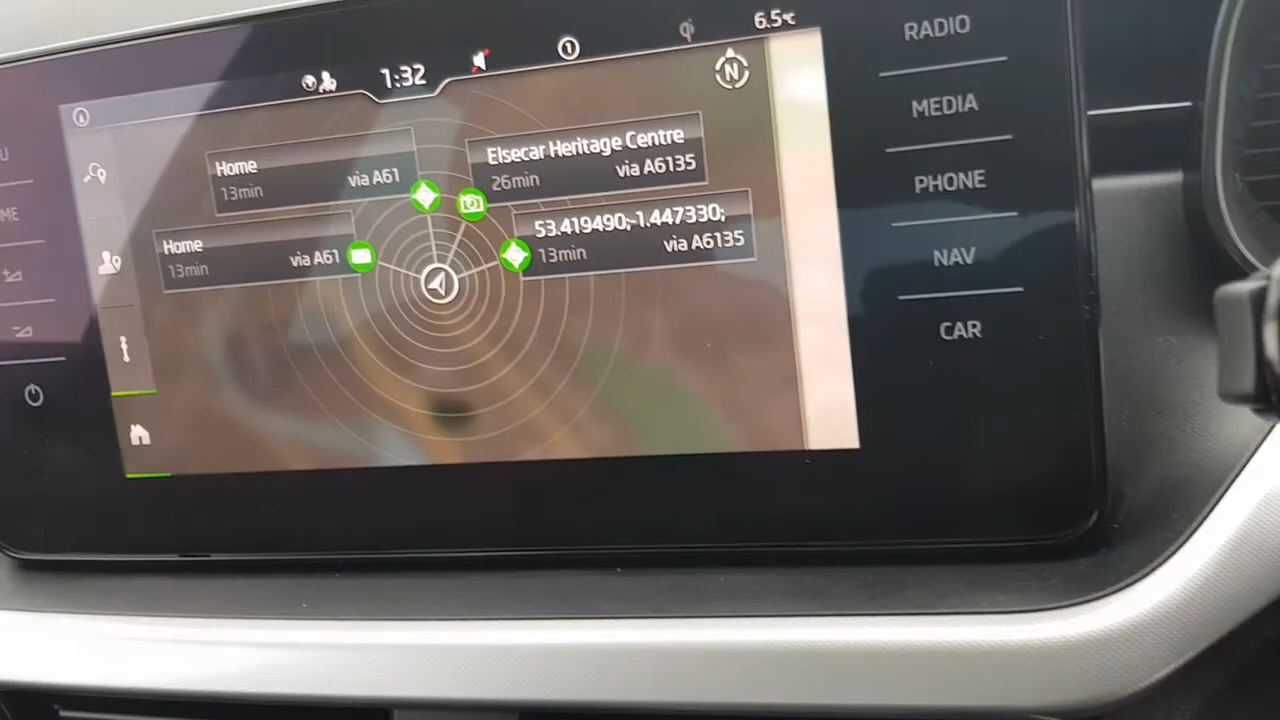 6.5°C
1:32
1
N
RADIO
MEDIA
PHONE
NAV
CAR
Home
13min via A61
Elsecar Heritage Centre
26min via A6135
Home
13min via A61
53.419490;-1.447330;
13min via A6135